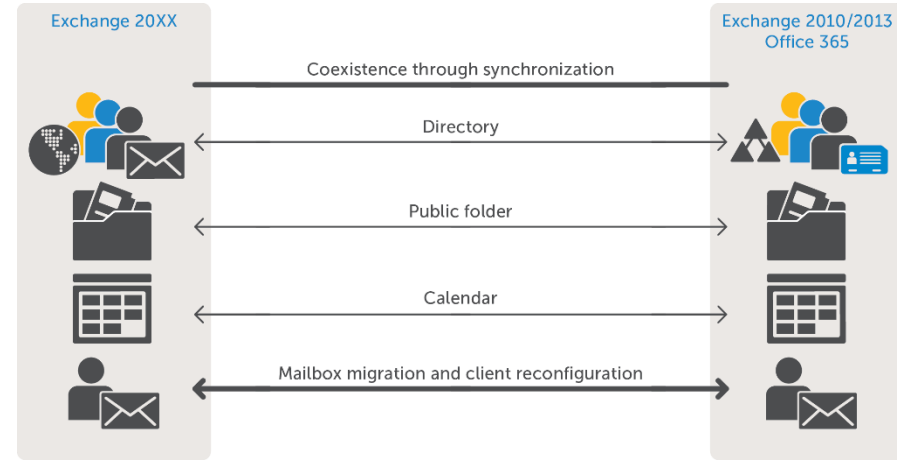 Exchange 20XX
Exchange 2010/2013
Office 365
Coexistence through synchronization
Directory
Public folder
Calendar
Mailbox migration and client reconfiguration